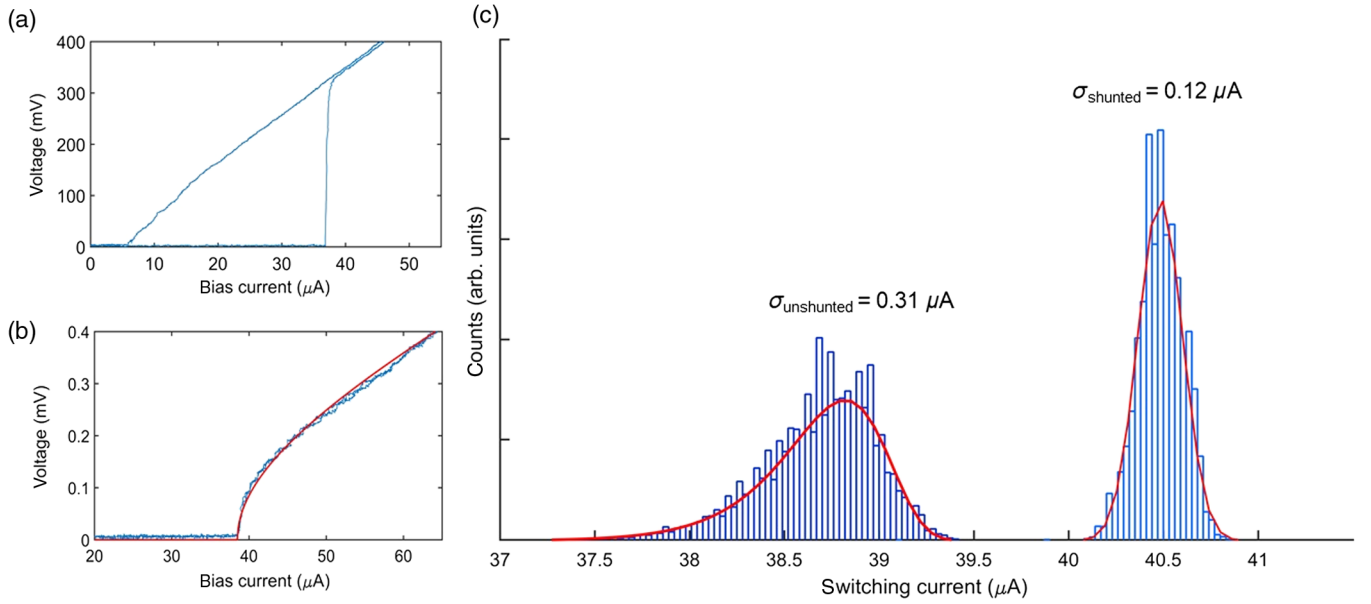 (a)
400
300
200
100
0
Voltage (mV)
0 10 20 30 40 50
Bias current (μA)
(b)
0.4
0.3
0.2
0.1
0
Voltage (mV)
20 30 40 50 60
Bias current (μA)
(c)
σshunted = 0.12 μA
σunshunted = 0.31 μA
Counts (arb. units)
37 37.5 38 38.5 39 39.5 40 40.5 41
Switching current (μA)